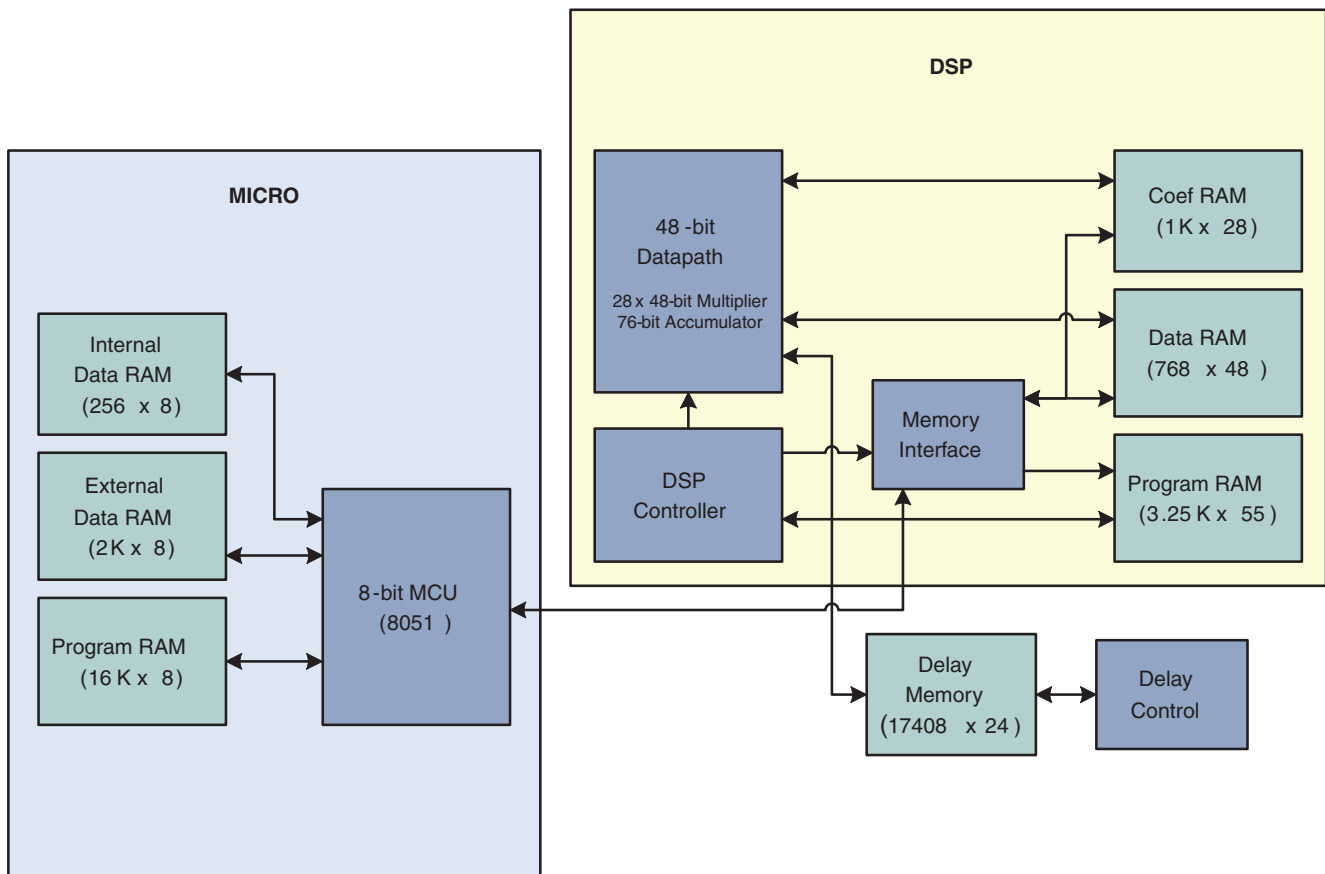 MICRO
Internal
Data RAM
(256 x 8)
External
Data RAM
(2K x 8)
Program RAM
(16 K x 8)
8-bit MCU
(8051 )
DSP
48 -bit
Datapath
28 x 48-bit Multiplier
76-bit Accumulator
DSP
Controller
Memory
Interface
Coef RAM
(1K x 28)
Data RAM
(768 x 48 )
Program RAM
(3.25 K x 55)
Delay
Memory
(17408 x 24)
Delay
Control